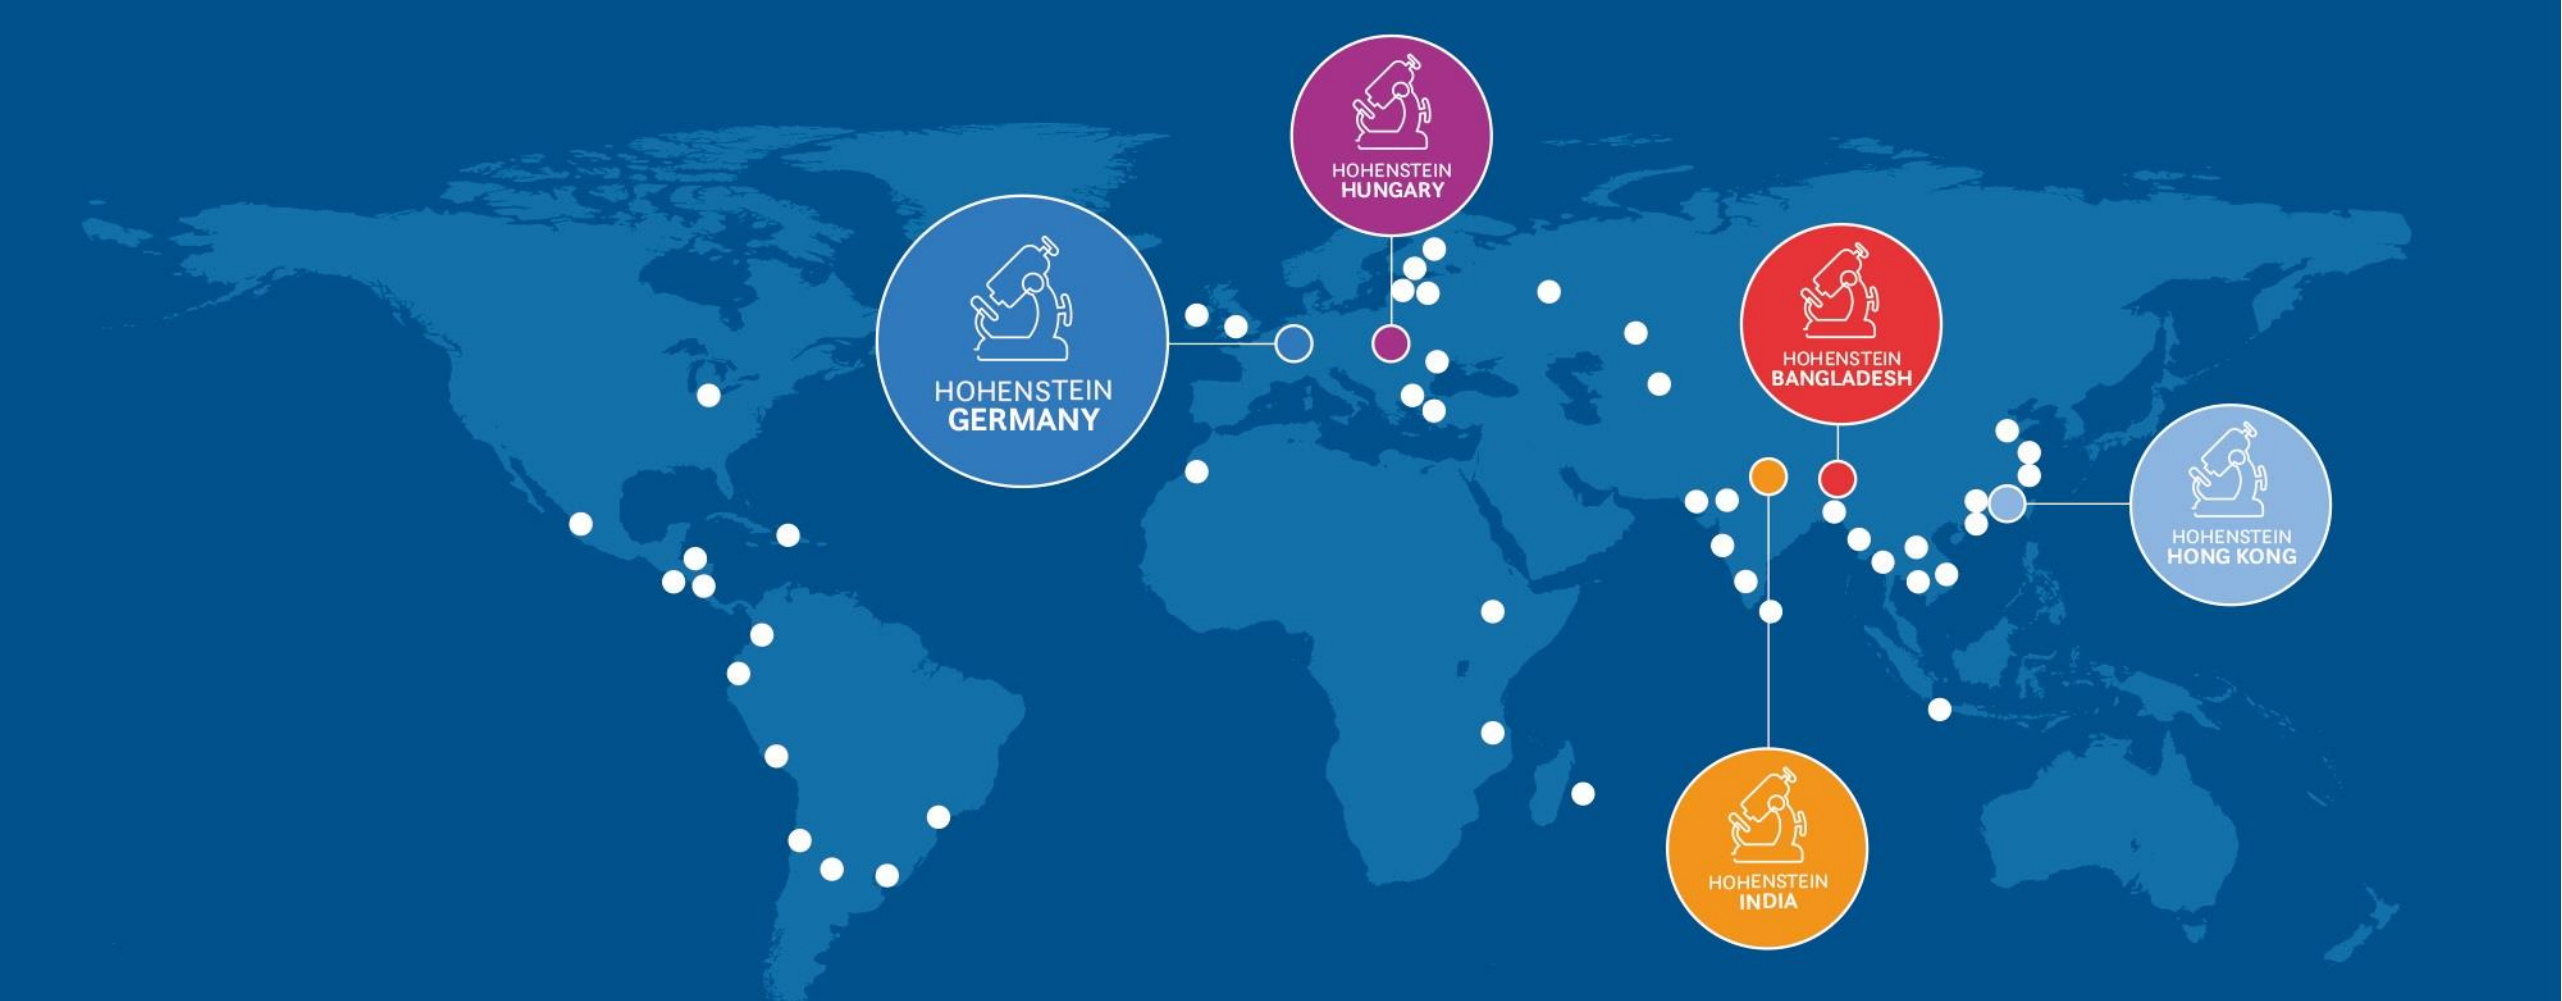 HOHENSTEIN
HUNGARY
HOHENSTEIN
GERMANY
HOHENSTEIN
BANGLADESH
HOHENSTEIN
HONG KONG
HOHENSTEIN
INDIA